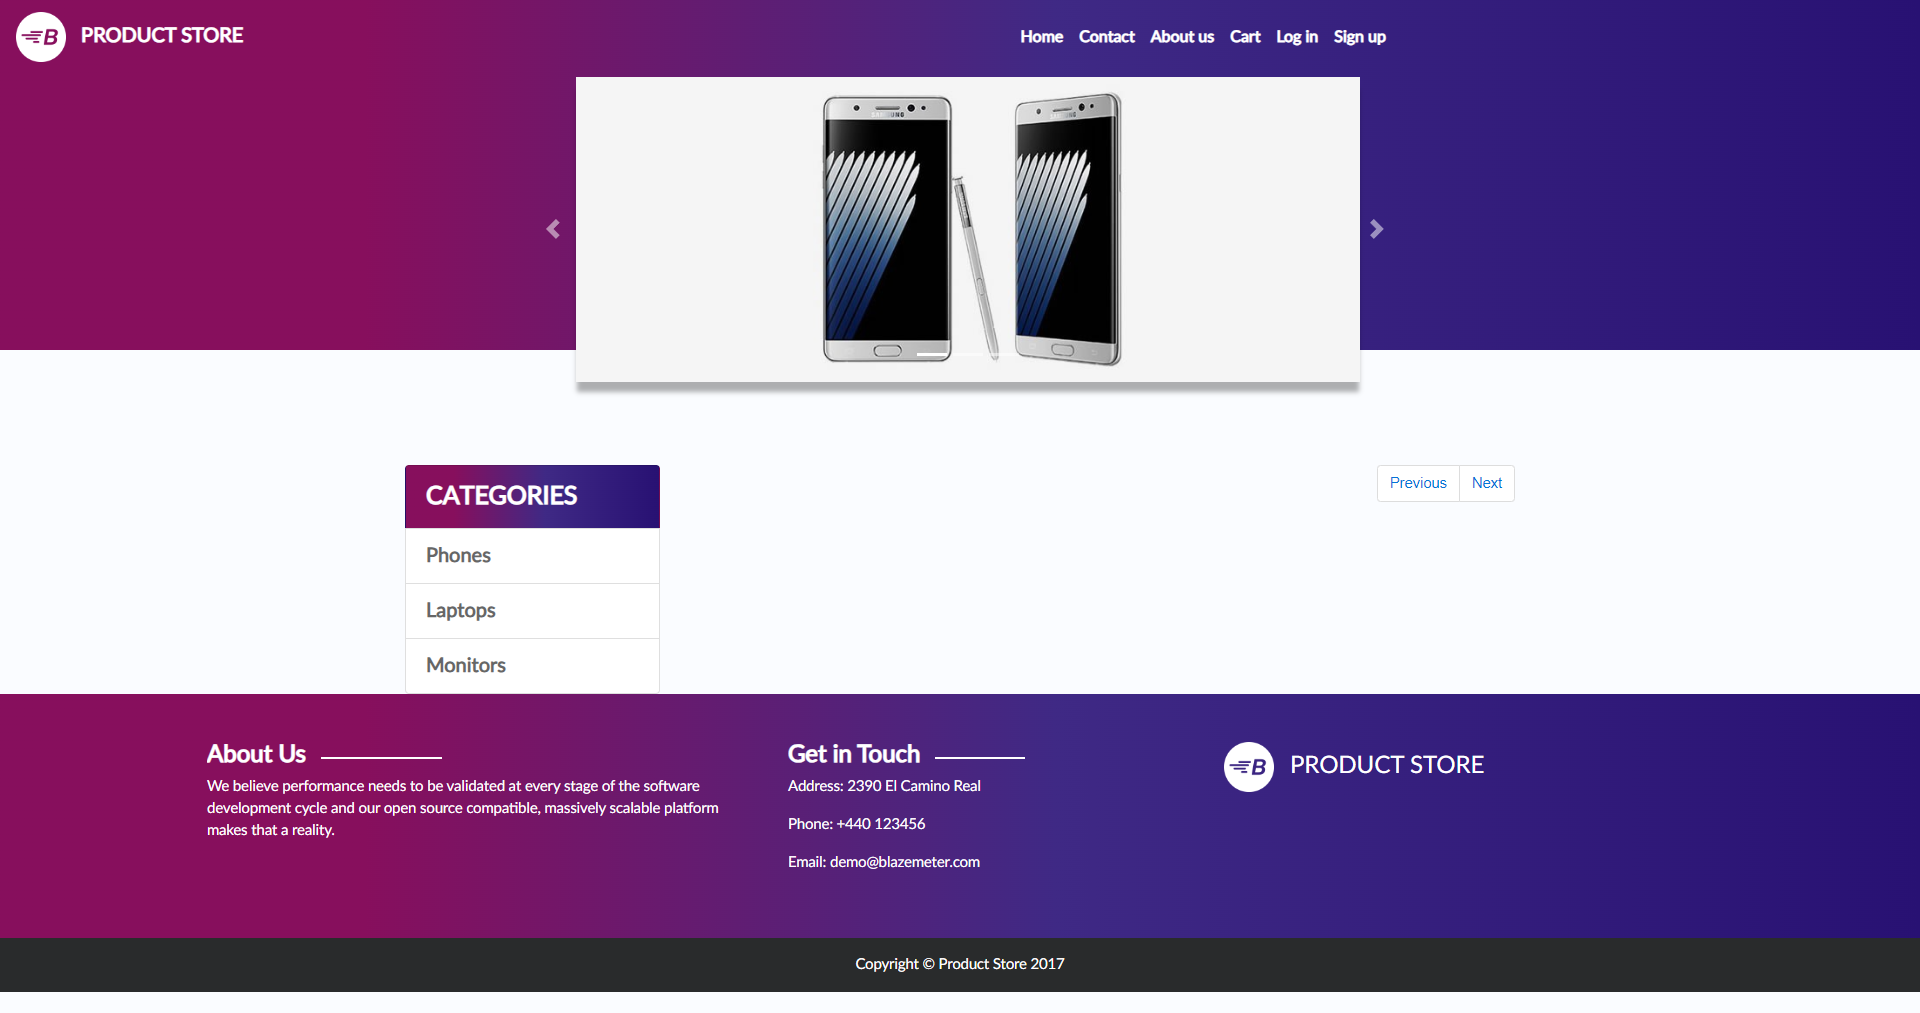 B PRODUCT STORE
Home Contact About us Cart Log in Sign up
SAMSUNG SAMSUNG
CATEGORIES
Previous Next
Phones
Laptops
Monitors
About Us
We believe performance needs to be validated at every stage of the software
development cycle and our open source compatible, massively scalable platform
makes that a reality.
Get in Touch
Address: 2390 El Camino Real
Phone: +440 123456
Email: demo@blazemeter.com
B PRODUCT STORE
Copyright © Product Store 2017